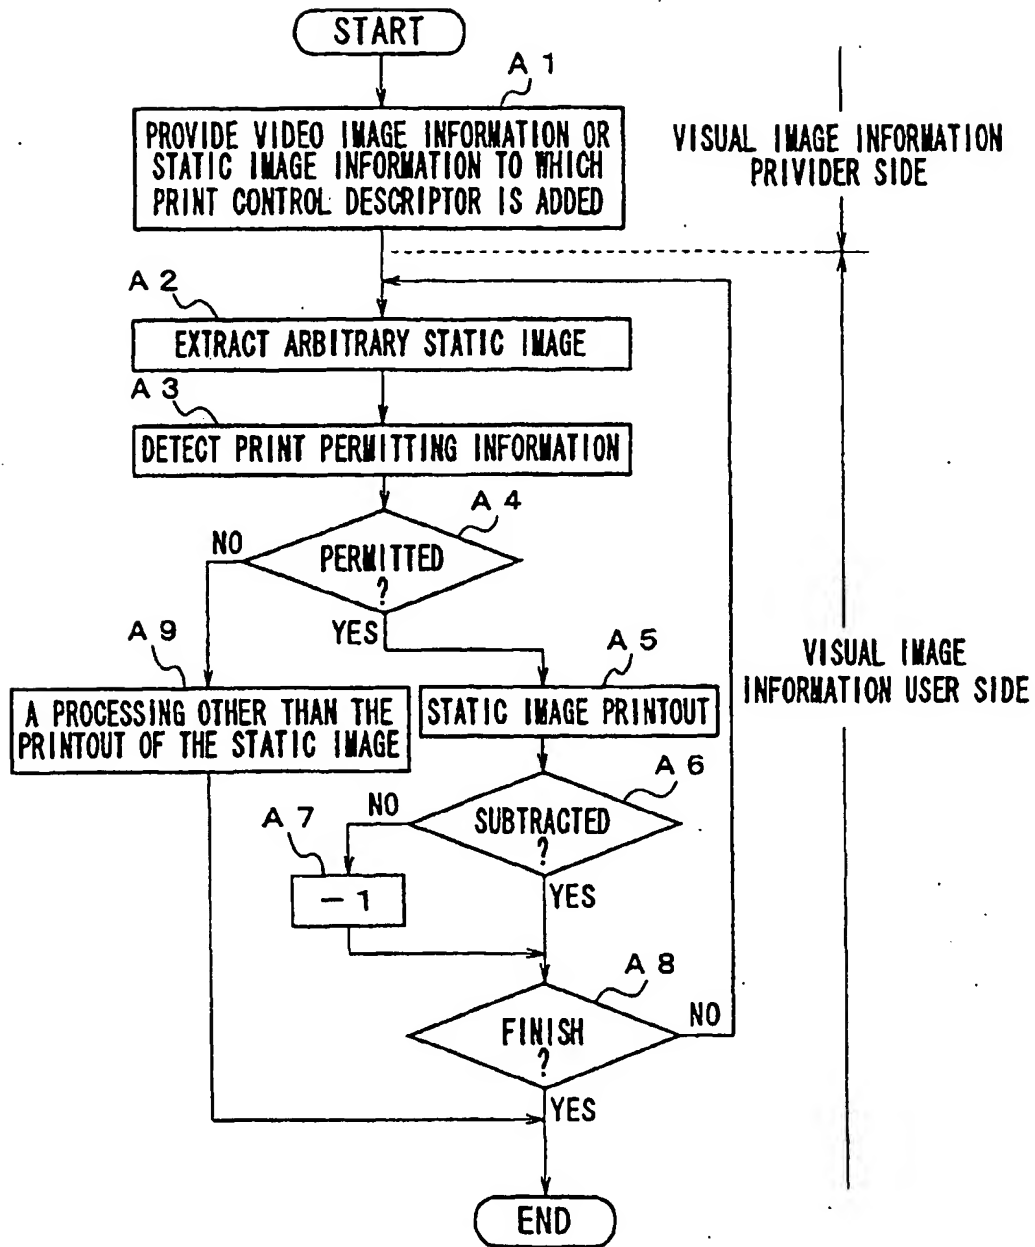 START
A 1
PROVIDE VIDEO IMAGE INFORMATION OR
STATIC IMAGE INFORMATION TO WHICH
PRINT CONTROL DESCRIPTOR IS ADDED
VISUAL IMAGE INFORMATION
PRIVIDER SIDE
A 2
EXTRACT ARBITRARY STATIC IMAGE
A 3
DETECT PRINT PERMITTING INFORMATION
A 4
NO
PERMITTED
?
YES
A 9
A PROCESSING OTHER THAN THE
PRINTOUT OF THE STATIC IMAGE
A 5
STATIC IMAGE PRINTOUT
VISUAL IMAGE
INFORMATION USER SIDE
A 6
NO
SUBTRACTED
?
A 7
－1
YES
A 8
FINISH
?
NO
YES
END